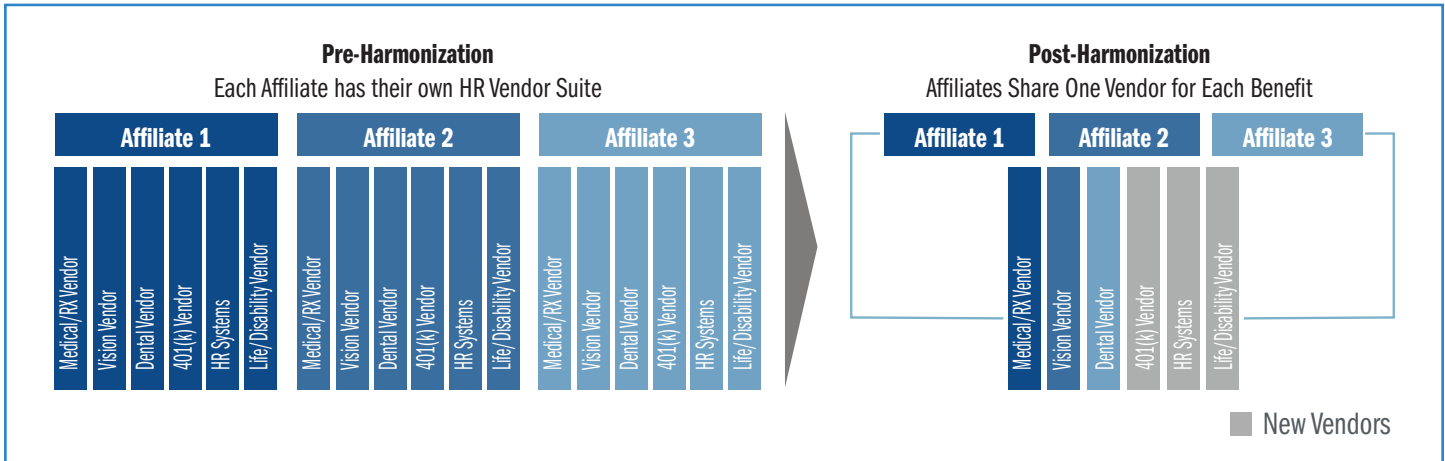 Pre-Harmonization
Each Affiliate has their own HR Vendor Suite
Affiliate 1
Affiliate 2
Affiliate 3
Medical/RX Vendor
Vision Vendor
Dental Vendor
401(k) Vendor
HR Systems
Life/Disability Vendor
Medical/RX Vendor
Vision Vendor
Dental Vendor
401(k) Vendor
HR Systems
Life/Disability Vendor
Medical/RX Vendor
Vision Vendor
Dental Vendor
401(k) Vendor
HR Systems
Life/Disability Vendor
Post-Harmonization
Affiliates Share One Vendor for Each Benefit
Affiliate 1
Affiliate 2
Affiliate 3
Medical/RX Vendor
Vision Vendor
Dental Vendor
401(k) Vendor
HR Systems
Life/Disability Vendor
New Vendors